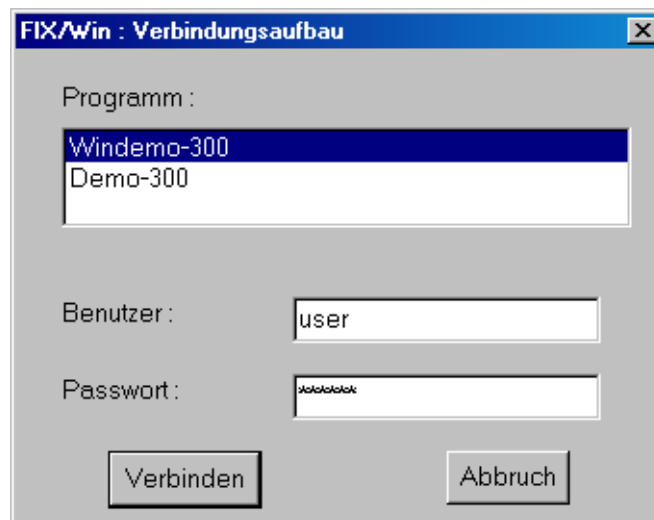 FIX/Win : Verbindungsaufbau
Programm :
Windemo-300
Demo-300
Benutzer :
user
Passwort :
******
Verbinden
Abbruch